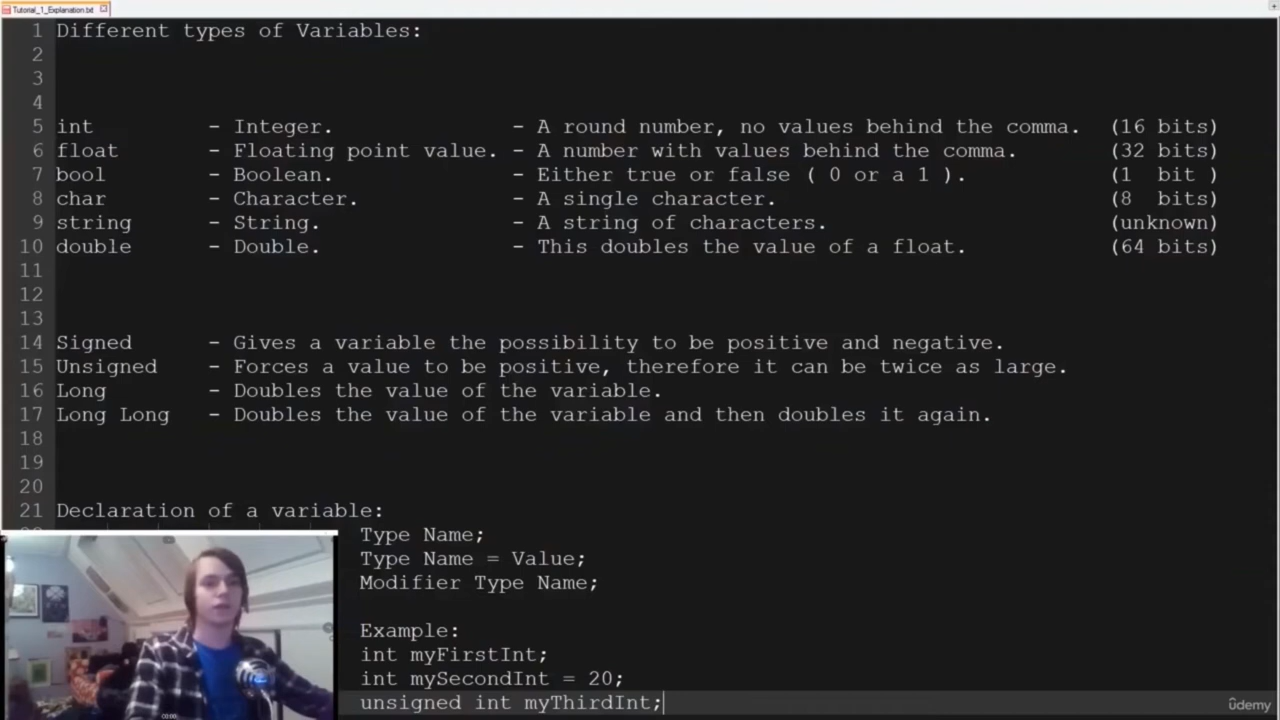 Tutorial_1_Explanation.txt
1 Different types of Variables:
2
3
4
5 int - Integer. - A round number, no values behind the comma. (16 bits)
6 float - Floating point value. - A number with values behind the comma. (32 bits)
7 bool - Boolean. - Either true or false ( 0 or a 1 ). (1 bit )
8 char - Character. - A single character. (8 bits)
9 string - String. - A string of characters. (unknown)
10 double - Double. - This doubles the value of a float. (64 bits)
11
12
13
14 Signed - Gives a variable the possibility to be positive and negative.
15 Unsigned - Forces a value to be positive, therefore it can be twice as large.
16 Long - Doubles the value of the variable.
17 Long Long - Doubles the value of the variable and then doubles it again.
18
19
20
21 Declaration of a variable:
Type Name;
Type Name = Value;
Modifier Type Name;
Example:
int myFirstInt;
int mySecondInt = 20;
unsigned int myThirdInt;
ûdemy